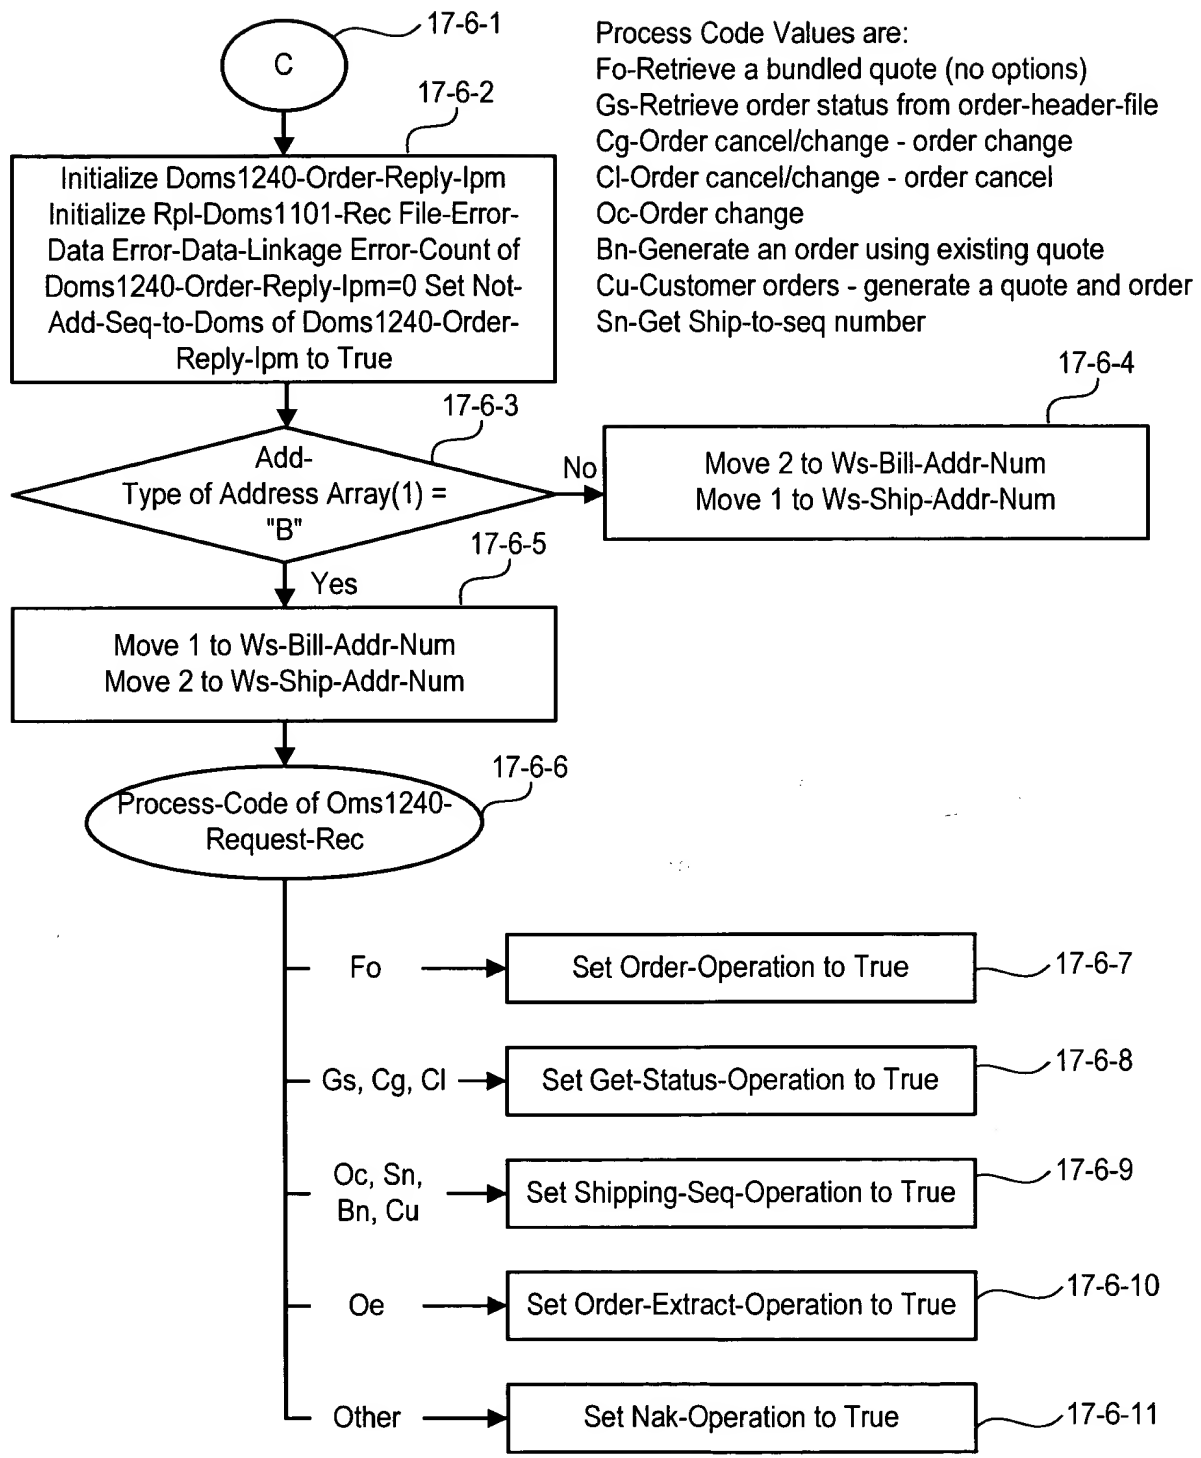 17-6-1
C
Process Code Values are:
Fo-Retrieve a bundled quote (no options)
Gs-Retrieve order status from order-header-file
Cg-Order cancel/change - order change
Cl-Order cancel/change - order cancel
Oc-Order change
Bn-Generate an order using existing quote
Cu-Customer orders - generate a quote and order
Sn-Get Ship-to-seq number
17-6-2
Initialize Doms1240-Order-Reply-Ipm
Initialize Rpl-Doms1101-Rec File-Error-
Data Error-Data-Linkage Error-Count of
Doms1240-Order-Reply-Ipm=0 Set Not-
Add-Seq-to-Doms of Doms1240-Order-
Reply-Ipm to True
17-6-3
Add-
Type of Address Array(1) =
"B"
No
17-6-4
Move 2 to Ws-Bill-Addr-Num
Move 1 to Ws-Ship-Addr-Num
Yes
17-6-5
Move 1 to Ws-Bill-Addr-Num
Move 2 to Ws-Ship-Addr-Num
17-6-6
Process-Code of Oms1240-
Request-Rec
Fo
Set Order-Operation to True
17-6-7
Gs, Cg, Cl
Set Get-Status-Operation to True
17-6-8
Oc, Sn,
Bn, Cu
Set Shipping-Seq-Operation to True
17-6-9
Oe
Set Order-Extract-Operation to True
17-6-10
Other
Set Nak-Operation to True
17-6-11